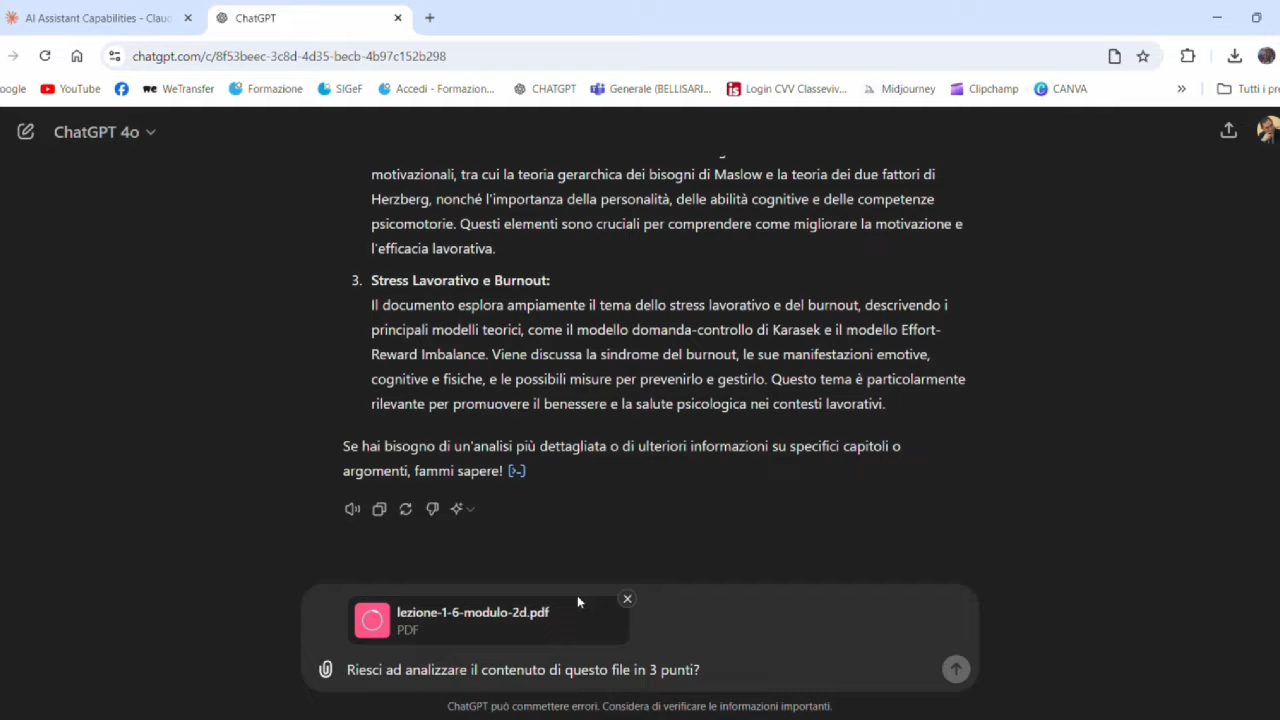 AI Assistant Capabilities - Claud
ChatGPT
chatgpt.com/c/8f53beec-3c8d-4d35-becb-4b97c152b298
oogle
YouTube
WeTransfer
Formazione
SIGeF
Accedi - Formazion...
CHATGPT
Generale (BELLISARI...
Login CVV Classeviv...
Midjourney
Clipchamp
CANVA
»
Tutti i pre
ChatGPT 4o
motivazionali, tra cui la teoria gerarchica dei bisogni di Maslow e la teoria dei due fattori di
Herzberg, nonché l'importanza della personalità, delle abilità cognitive e delle competenze
psicomotorie. Questi elementi sono cruciali per comprendere come migliorare la motivazione e
l'efficacia lavorativa.
3. Stress Lavorativo e Burnout:
Il documento esplora ampiamente il tema dello stress lavorativo e del burnout, descrivendo i
principali modelli teorici, come il modello domanda-controllo di Karasek e il modello Effort-
Reward Imbalance. Viene discussa la sindrome del burnout, le sue manifestazioni emotive,
cognitive e fisiche, e le possibili misure per prevenirlo e gestirlo. Questo tema è particolarmente
rilevante per promuovere il benessere e la salute psicologica nei contesti lavorativi.
Se hai bisogno di un'analisi più dettagliata o di ulteriori informazioni su specifici capitoli o
argomenti, fammi sapere! [>-]
lezione-1-6-modulo-2d.pdf
PDF
Riesci ad analizzare il contenuto di questo file in 3 punti?
ChatGPT può commettere errori. Considera di verificare le informazioni importanti.